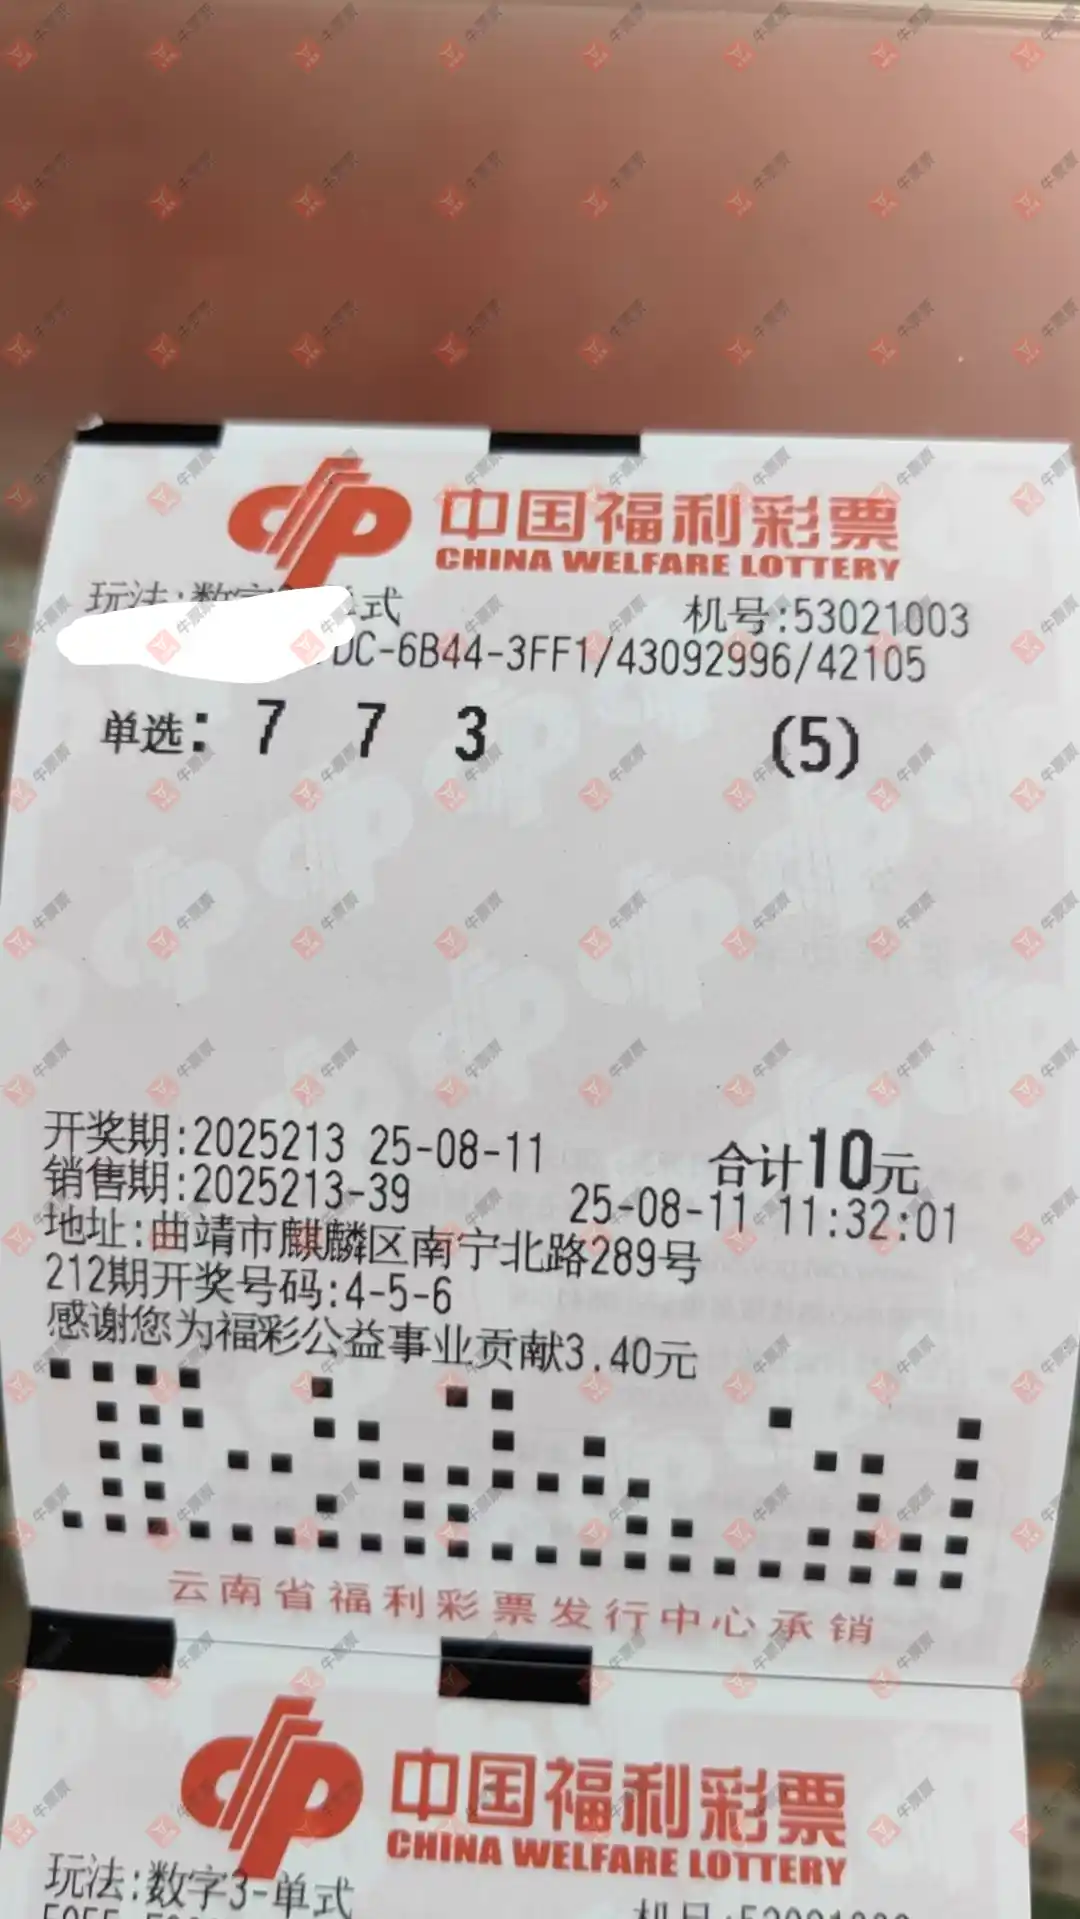 中国福利彩票
CHINA WELFARE LOTTERY
玩法:数字 单式
机号:53021003
DC-6B44-3FF1/43092996/42105
单选: 7 7 3 (5)
开奖期:2025213 25-08-11 合计10元
销售期:2025213-39 25-08-11 11:32:01
地址:曲靖市麒麟区南宁北路289号
212期开奖号码:4-5-6
感谢您为福彩公益事业贡献3.40元
云南省福利彩票发行中心承销
中国福利彩票
CHINA WELFARE LOTTERY
玩法:数字3-单式
牛票票